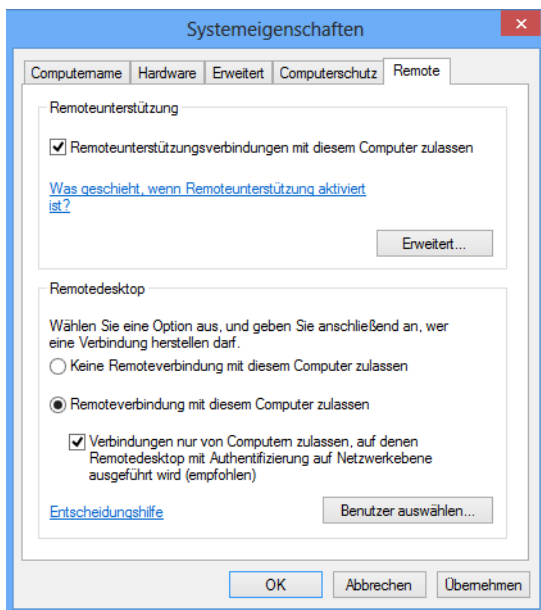 Systemeigenschaften
Computername Hardware Erweitert Computerschutz Remote
Remoteunterstützung
Remoteunterstützungsverbindungen mit diesem Computer zulassen
Was geschieht, wenn Remoteunterstützung aktiviert
ist?
Erweitert...
Remotedesktop
Wählen Sie eine Option aus, und geben Sie anschließend an, wer
eine Verbindung herstellen darf.
Keine Remoteverbindung mit diesem Computer zulassen
Remoteverbindung mit diesem Computer zulassen
Verbindungen nur von Computern zulassen, auf denen
Remotedesktop mit Authentifizierung auf Netzwerkebene
ausgeführt wird (empfohlen)
Entscheidungshilfe Benutzer auswählen...
OK Abbrechen Übernehmen